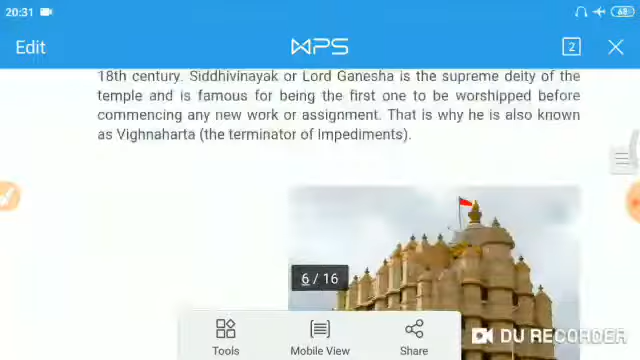 20:31 68
Edit WPS 2
18th century. Siddhivinayak or Lord Ganesha is the supreme deity of the
temple and is famous for being the first one to be worshipped before
commencing any new work or assignment. That is why he is also known
as Vighnaharta (the terminator of Impediments).
6 / 16
Tools Mobile View Share
DU RECORDER